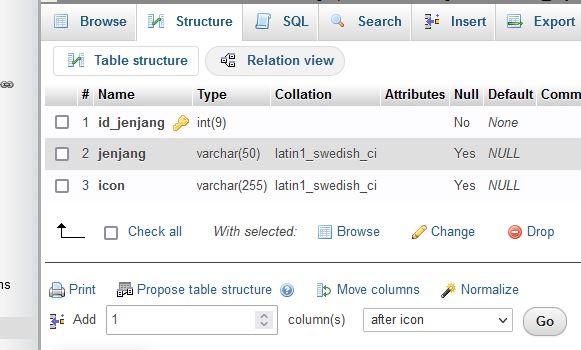 Browse Structure SQL Search Insert Export
Table structure Relation view
# Name Type Collation Attributes Null Default Comm
1 id_jenjang int(9) No None
2 jenjang varchar(50) latin1_swedish_ci Yes NULL
3 icon varchar(255) latin1_swedish_ci Yes NULL
Check all With selected: Browse Change Drop
Print Propose table structure Move columns Normalize
Add 1 column(s) after icon Go